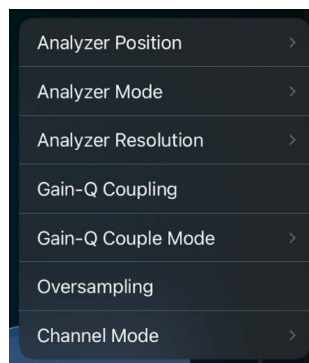 Analyzer Position
Analyzer Mode
Analyzer Resolution
Gain-Q Coupling
Gain-Q Couple Mode
Oversampling
Channel Mode